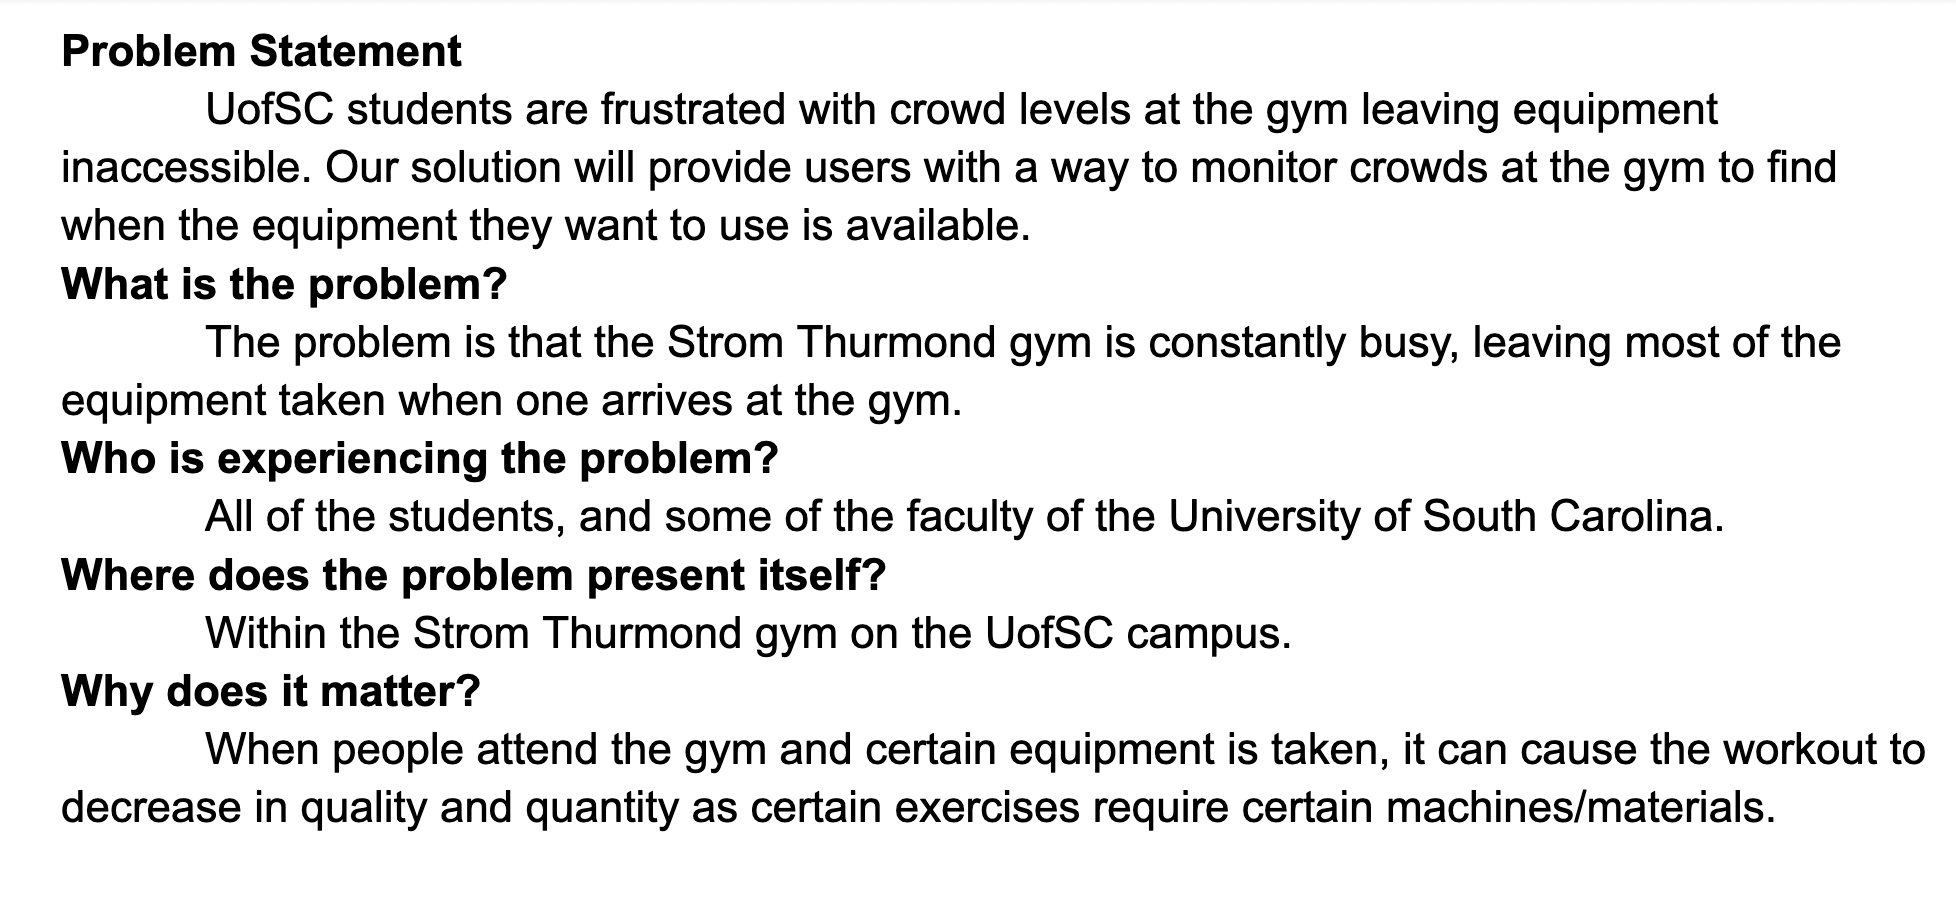 Problem Statement
UofSC students are frustrated with crowd levels at the gym leaving equipment
inaccessible. Our solution will provide users with a way to monitor crowds at the gym to find
when the equipment they want to use is available.
What is the problem?
The problem is that the Strom Thurmond gym is constantly busy, leaving most of the
equipment taken when one arrives at the gym.
Who is experiencing the problem?
All of the students, and some of the faculty of the University of South Carolina.
Where does the problem present itself?
Within the Strom Thurmond gym on the UofSC campus.
Why does it matter?
When people attend the gym and certain equipment is taken, it can cause the workout to
decrease in quality and quantity as certain exercises require certain machines/materials.